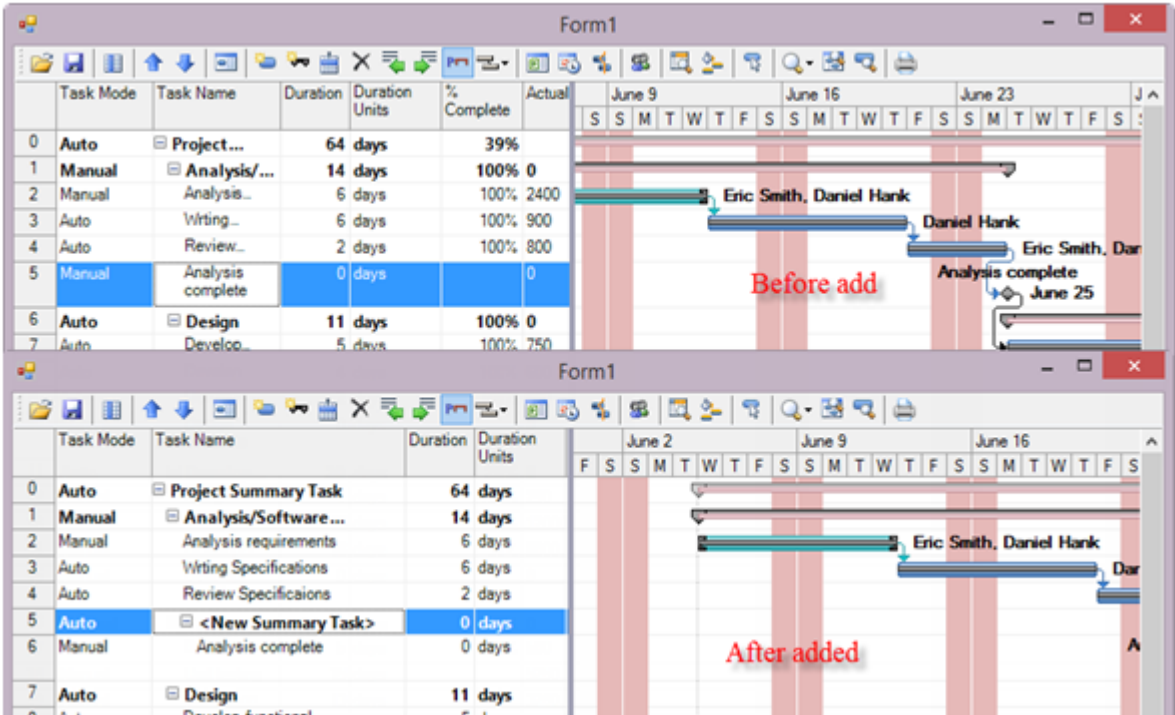 Form1
Task Mode Task Name Duration Duration Units % Complete Actual June 9 June 16 June 23 J
S S M T W T F S S M T W T F S S M T W T F S
0 Auto Project... 64 days 39%
1 Manual Analysis/... 14 days 100% 0
2 Manual Analysis... 6 days 100% 2400 Eric Smith, Daniel Hank
3 Auto Wrting... 6 days 100% 900 Daniel Hank
4 Auto Review... 2 days 100% 800 Eric Smith, Dan
5 Manual Analysis complete 0 days 0 Analysis complete
Before add June 25
6 Auto Design 11 days 100% 0
7 Auto Develop... 5 days 100% 750
Form1
Task Mode Task Name Duration Duration Units June 2 June 9 June 16
F S S M T W T F S S M T W T F S S M T W T F S
0 Auto Project Summary Task 64 days
1 Manual Analysis/Software... 14 days
2 Manual Analysis requirements 6 days Eric Smith, Daniel Hank
3 Auto Wrting Specifications 6 days Dar
4 Auto Review Specificaions 2 days
5 Auto <New Summary Task> 0 days
6 Manual Analysis complete 0 days A
After added
7 Auto Design 11 days